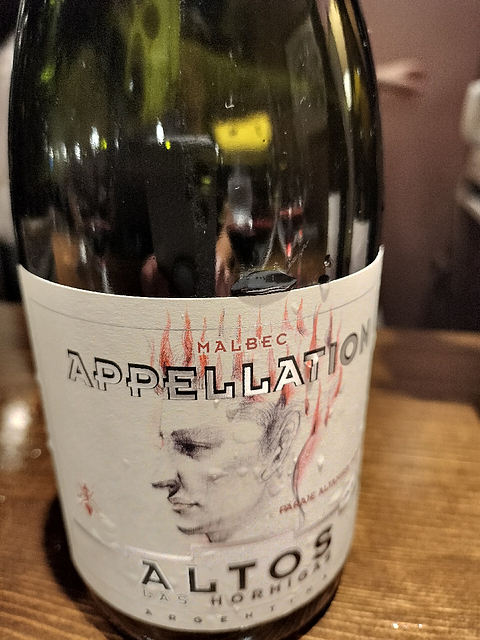 MALBEC
APPELLATION
PARAJE ALTAMIRA
ALTOS
LAS HORMIGAS
ARGENTINA